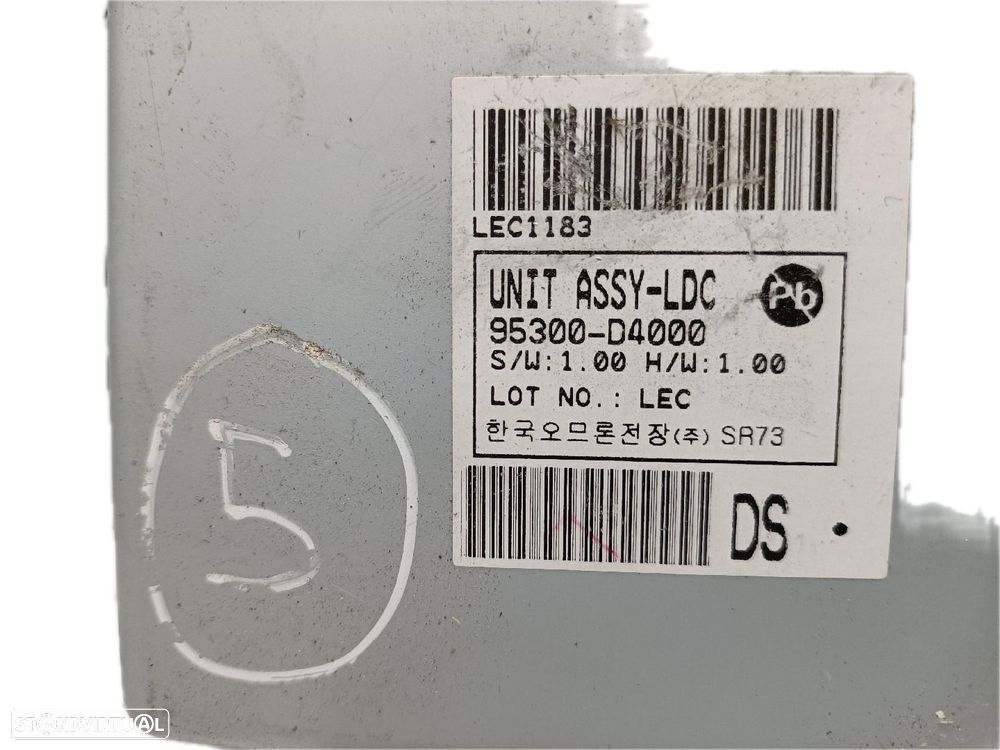 LEC1183
UNIT ASSY-LDC
Pb
95300-D4000
S/W:1.00 H/W:1.00
LOT NO.: LEC
한국오므론전장(주) SR73
DS
5
STANDVIRTUAL